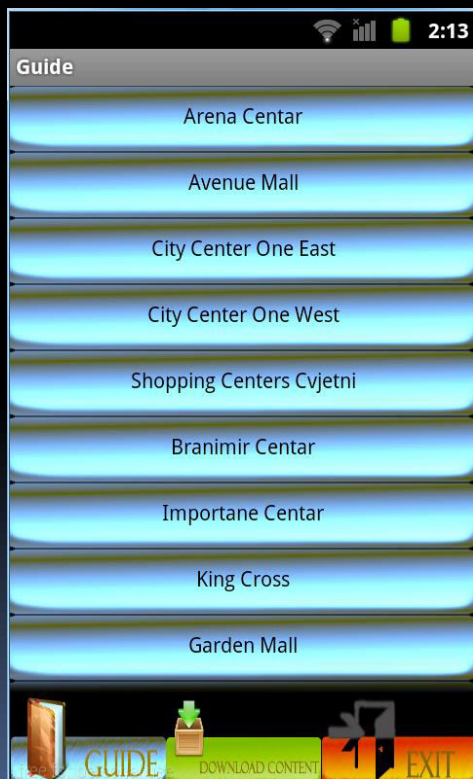 2:13
Guide
Arena Centar
Avenue Mall
City Center One East
City Center One West
Shopping Centers Cvjetni
Branimir Centar
Importane Centar
King Cross
Garden Mall
GUIDE
DOWNLOAD CONTENT
EXIT